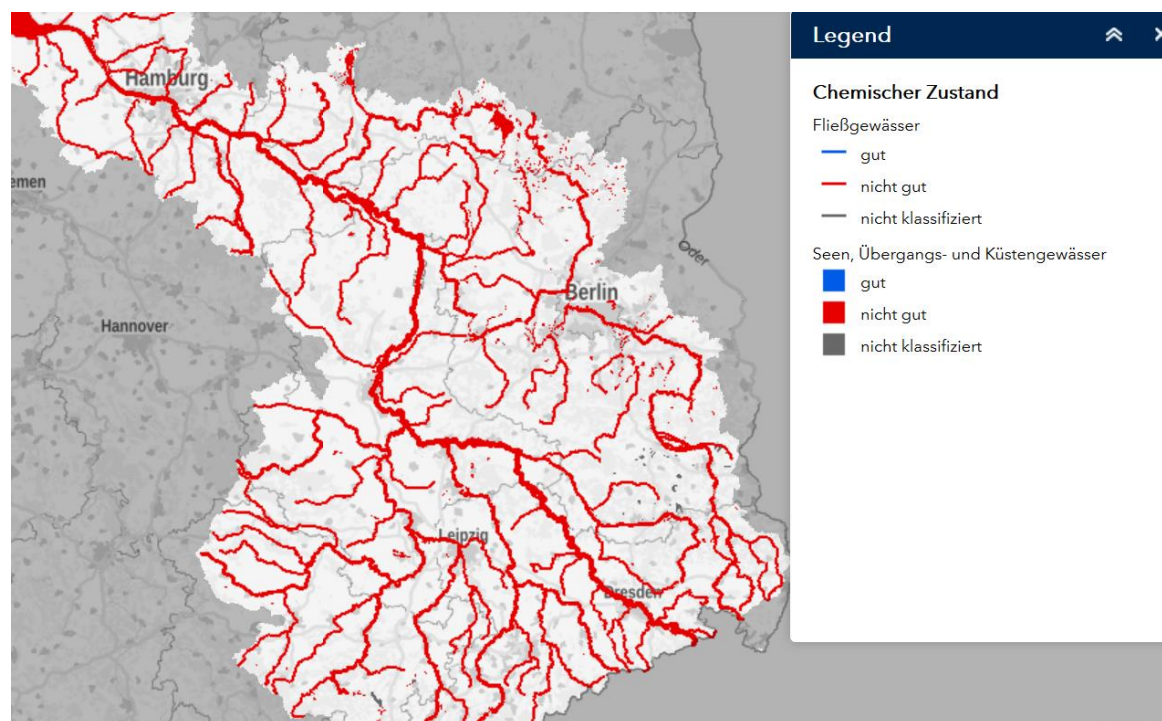 Hamburg
emen
Oder
Berlin
Hannover
Leipzig
Dresden
Legend
Chemischer Zustand
Fließgewässer
gut
nicht gut
nicht klassifiziert
Seen, Übergangs- und Küstengewässer
gut
nicht gut
nicht klassifiziert